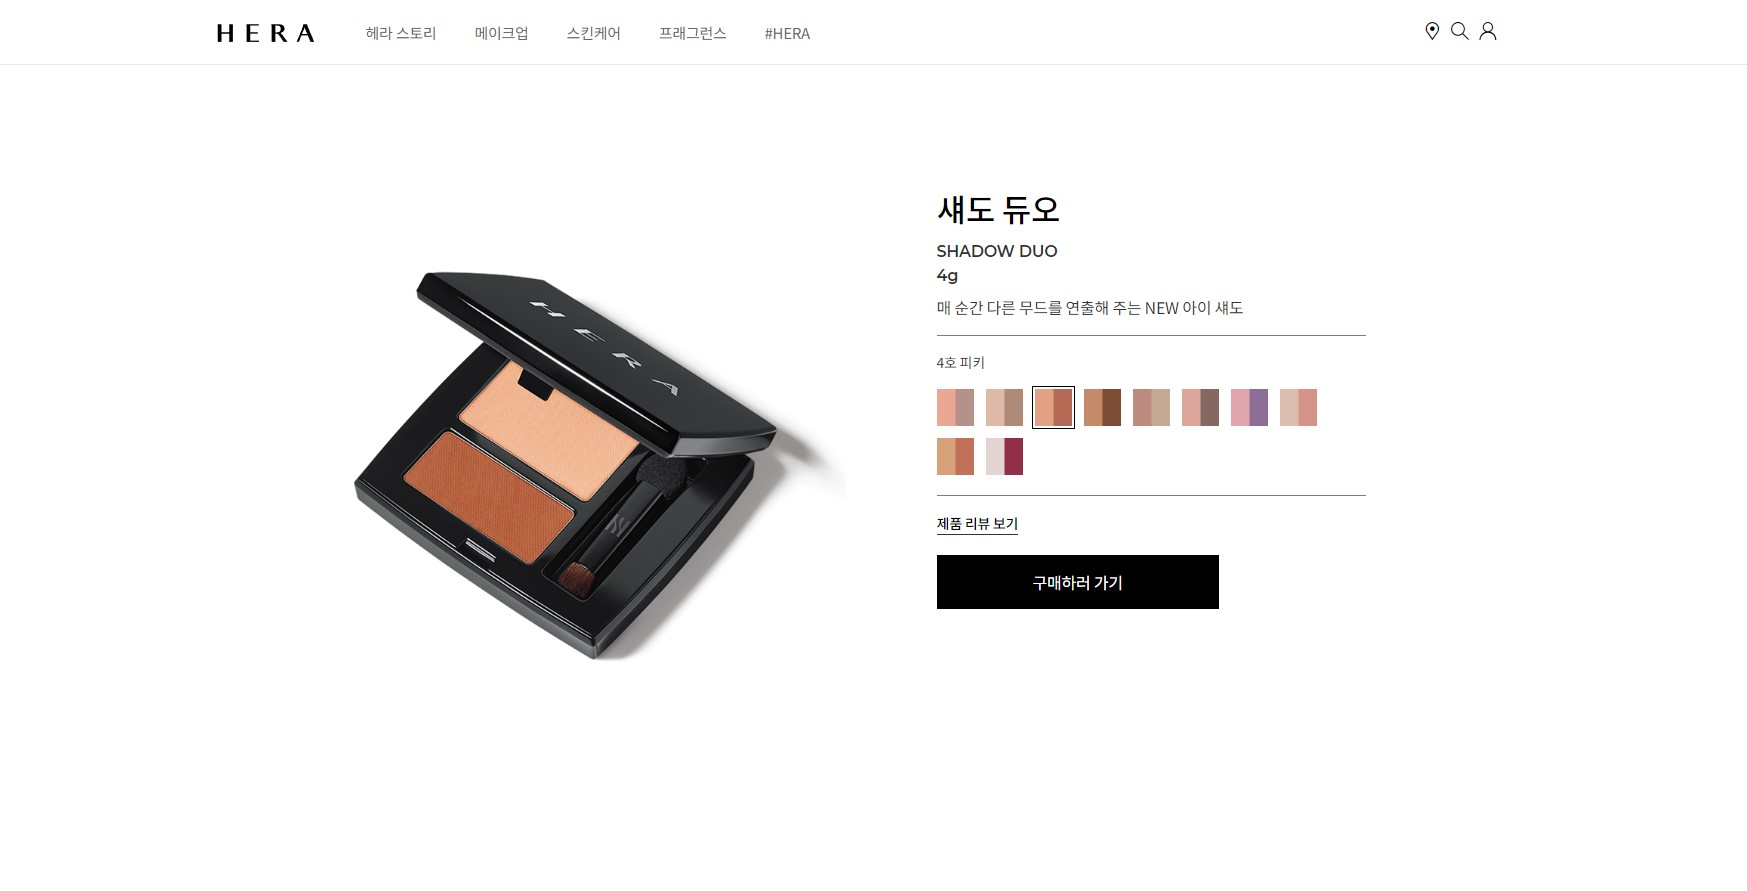 HERA 헤라 스토리 메이크업 스킨케어 프래그런스 #HERA
HERA
섀도 듀오
SHADOW DUO
4g
매 순간 다른 무드를 연출해 주는 NEW 아이 섀도
4호 피키
제품 리뷰 보기
구매하러 가기